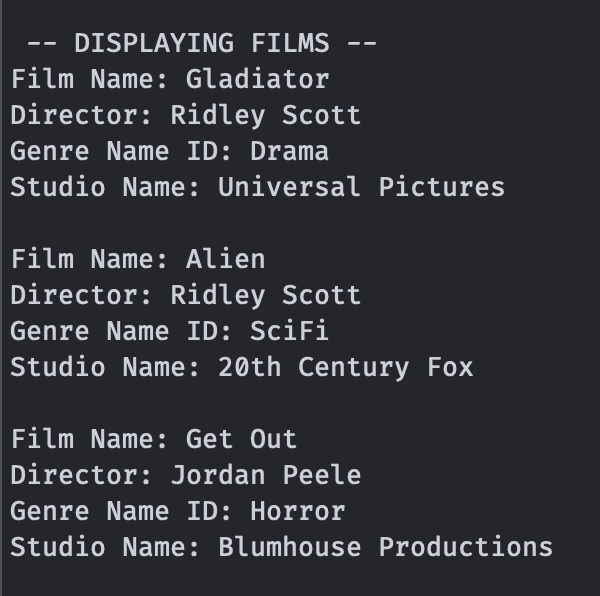 -- DISPLAYING FILMS --
Film Name: Gladiator
Director: Ridley Scott
Genre Name ID: Drama
Studio Name: Universal Pictures

Film Name: Alien
Director: Ridley Scott
Genre Name ID: SciFi
Studio Name: 20th Century Fox

Film Name: Get Out
Director: Jordan Peele
Genre Name ID: Horror
Studio Name: Blumhouse Productions